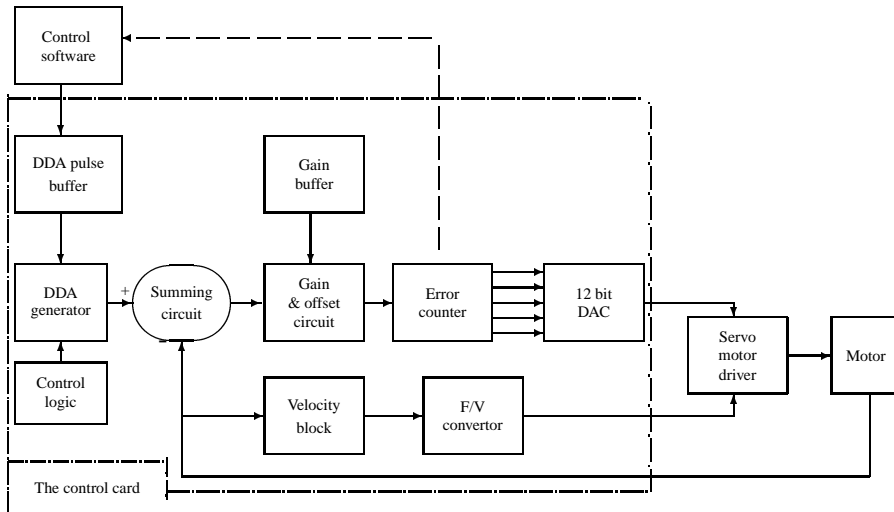 Control
software
DDA pulse
buffer
Gain
buffer
DDA
generator
+
Summing
circuit
-
Gain
& offset
circuit
Error
counter
12 bit
DAC
Servo
motor
driver
Motor
Control
logic
Velocity
block
F/V
convertor
The control card